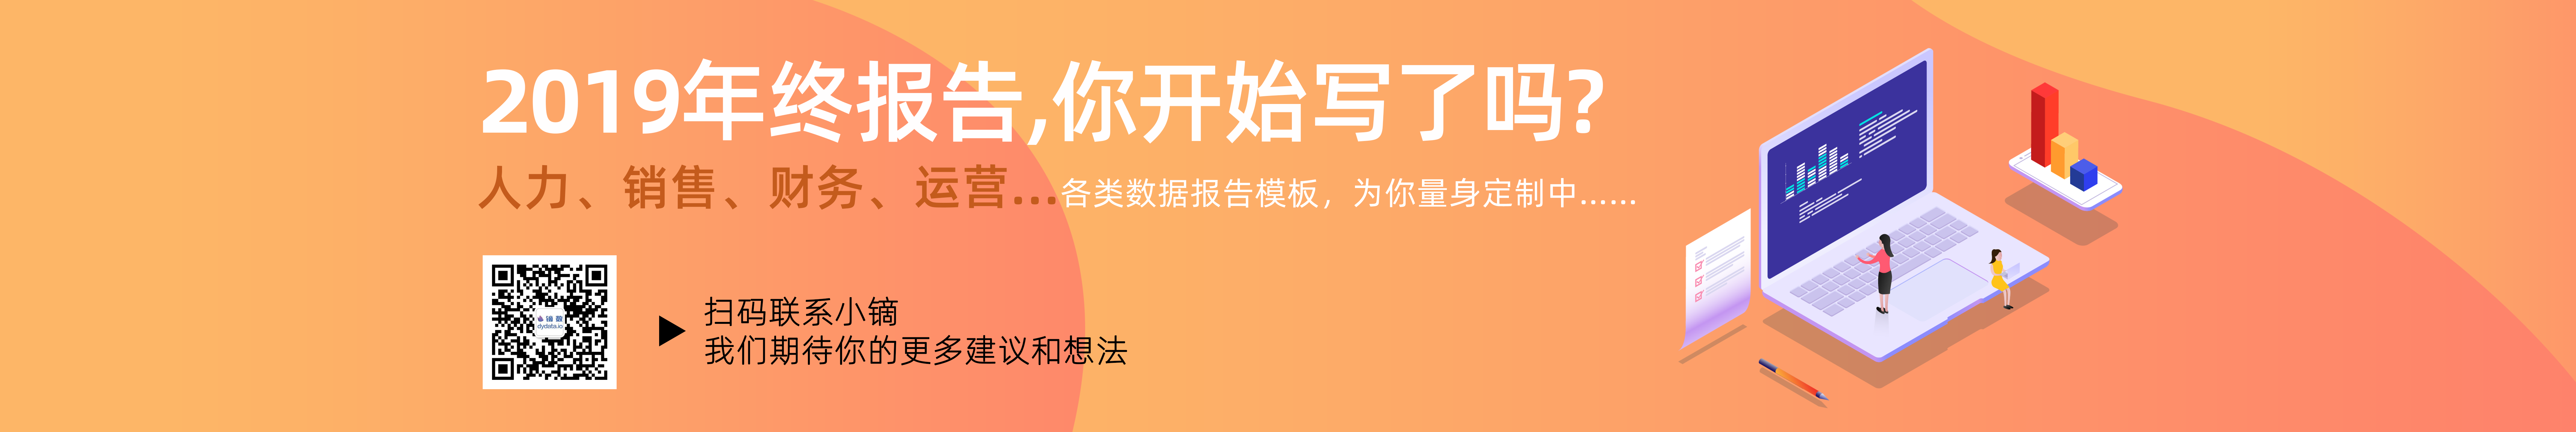 2019年终报告,你开始写了吗?
人力、销售、财务、运营...各类数据报告模板，为你量身定制中......
镝数
dydata.io
扫码联系小镝
我们期待你的更多建议和想法